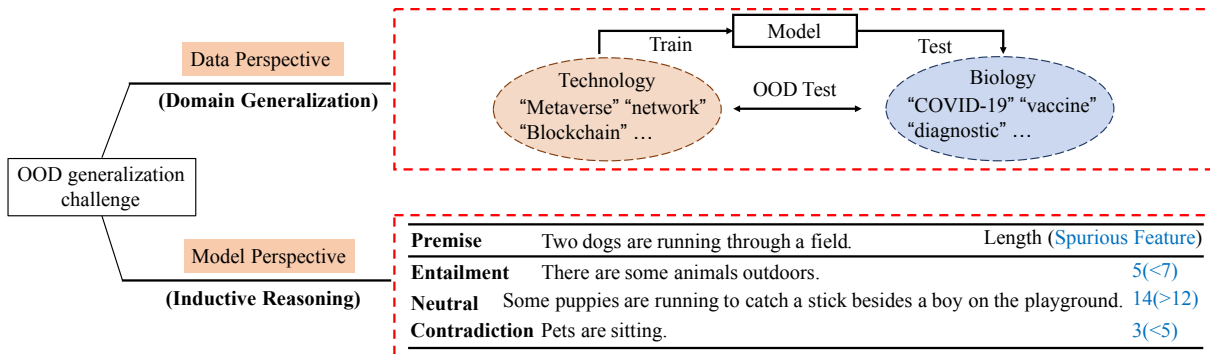 OOD generalization
challenge
Data Perspective
(Domain Generalization)
Model
Train
Test
Technology
“Metaverse” “network”
“Blockchain” …
OOD Test
Biology
“COVID-19” “vaccine”
“diagnostic” …
Model Perspective
(Inductive Reasoning)
Premise Two dogs are running through a field. Length (Spurious Feature)
Entailment There are some animals outdoors. 5(<7)
Neutral Some puppies are running to catch a stick besides a boy on the playground. 14(>12)
Contradiction Pets are sitting. 3(<5)